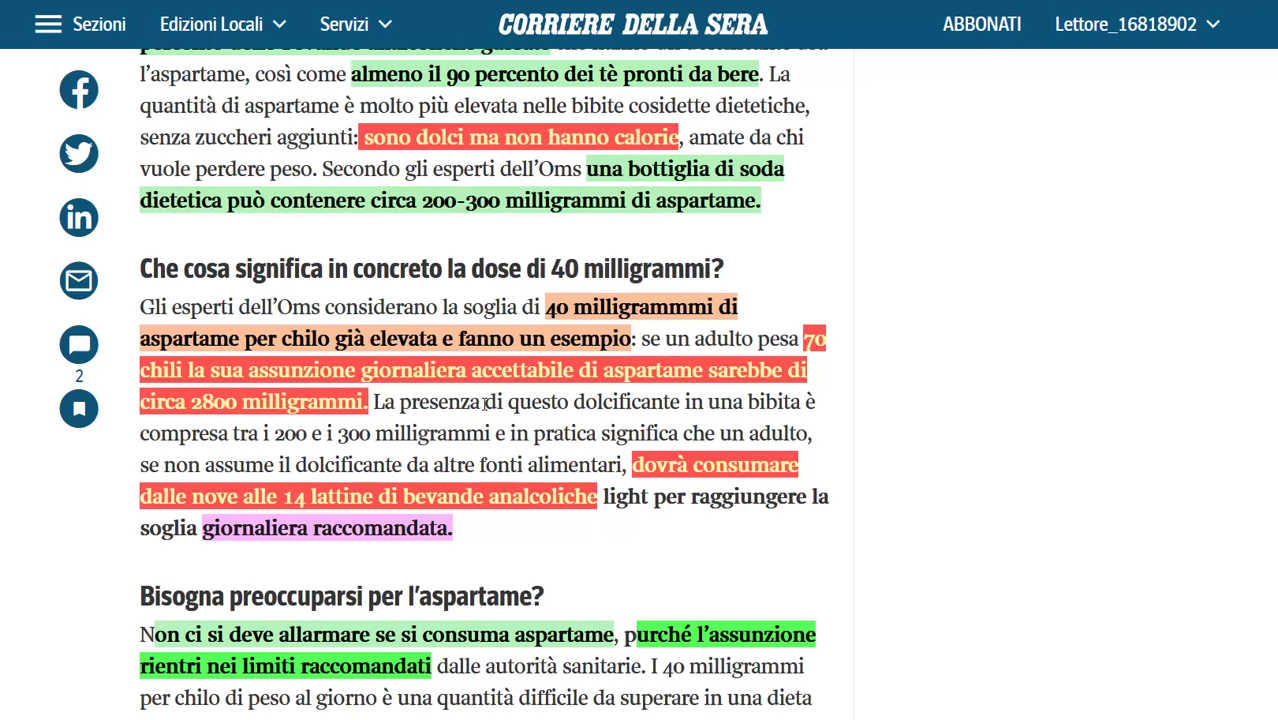 Sezioni Edizioni Locali Servizi CORRIERE DELLA SERA ABBONATI Lettore_16818902
l’aspartame, così come almeno il 90 percento dei tè pronti da bere. La
quantità di aspartame è molto più elevata nelle bibite cosidette dietetiche,
senza zuccheri aggiunti: sono dolci ma non hanno calorie, amate da chi
vuole perdere peso. Secondo gli esperti dell’Oms una bottiglia di soda
dietetica può contenere circa 200-300 milligrammi di aspartame.
Che cosa significa in concreto la dose di 40 milligrammi?
Gli esperti dell’Oms considerano la soglia di 40 milligrammmi di
aspartame per chilo già elevata e fanno un esempio: se un adulto pesa 70
chili la sua assunzione giornaliera accettabile di aspartame sarebbe di
circa 2800 milligrammi. La presenza di questo dolcificante in una bibita è
compresa tra i 200 e i 300 milligrammi e in pratica significa che un adulto,
se non assume il dolcificante da altre fonti alimentari, dovrà consumare
dalle nove alle 14 lattine di bevande analcoliche light per raggiungere la
soglia giornaliera raccomandata.
2
Bisogna preoccuparsi per l’aspartame?
Non ci si deve allarmare se si consuma aspartame, purché l’assunzione
rientri nei limiti raccomandati dalle autorità sanitarie. I 40 milligrammi
per chilo di peso al giorno è una quantità difficile da superare in una dieta